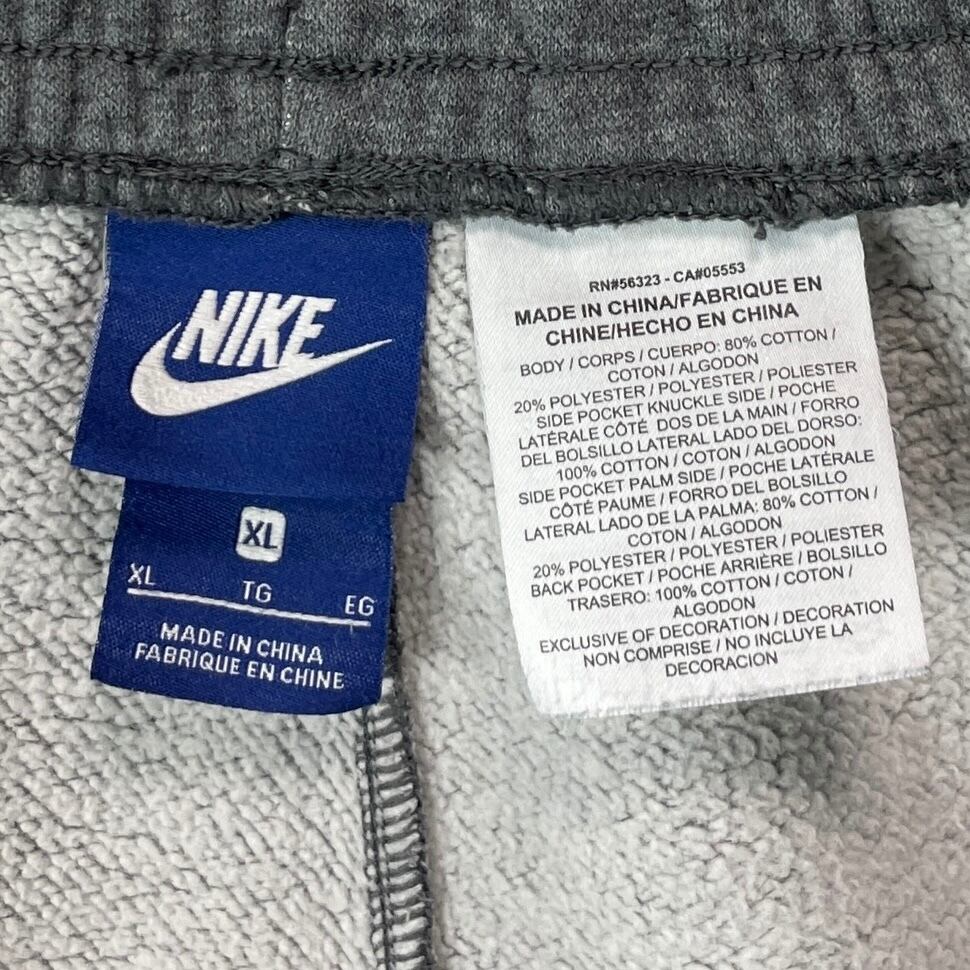 NIKE
XL
XL TG EG
MADE IN CHINA
FABRIQUE EN CHINE
RN#56323 - CA#05553
MADE IN CHINA/FABRIQUE EN
CHINE/HECHO EN CHINA
BODY / CORPS / CUERPO: 80% COTTON /
COTON / ALGODON
20% POLYESTER / POLYESTER / POLIESTER
SIDE POCKET KNUCKLE SIDE / POCHE
LATÉRALE CÔTÉ DOS DE LA MAIN / FORRO
DEL BOLSILLO LATERAL LADO DEL DORSO:
100% COTTON / COTON / ALGODON
SIDE POCKET PALM SIDE / POCHE LATÉRALE
CÔTÉ PAUME / FORRO DEL BOLSILLO
LATERAL LADO DE LA PALMA: 80% COTTON /
COTON / ALGODON
20% POLYESTER / POLYESTER / POLIESTER
BACK POCKET / POCHE ARRIÈRE / BOLSILLO
TRASERO: 100% COTTON / COTON /
ALGODON
EXCLUSIVE OF DECORATION / DECORATION
NON COMPRISE / NO INCLUYE LA
DECORACION